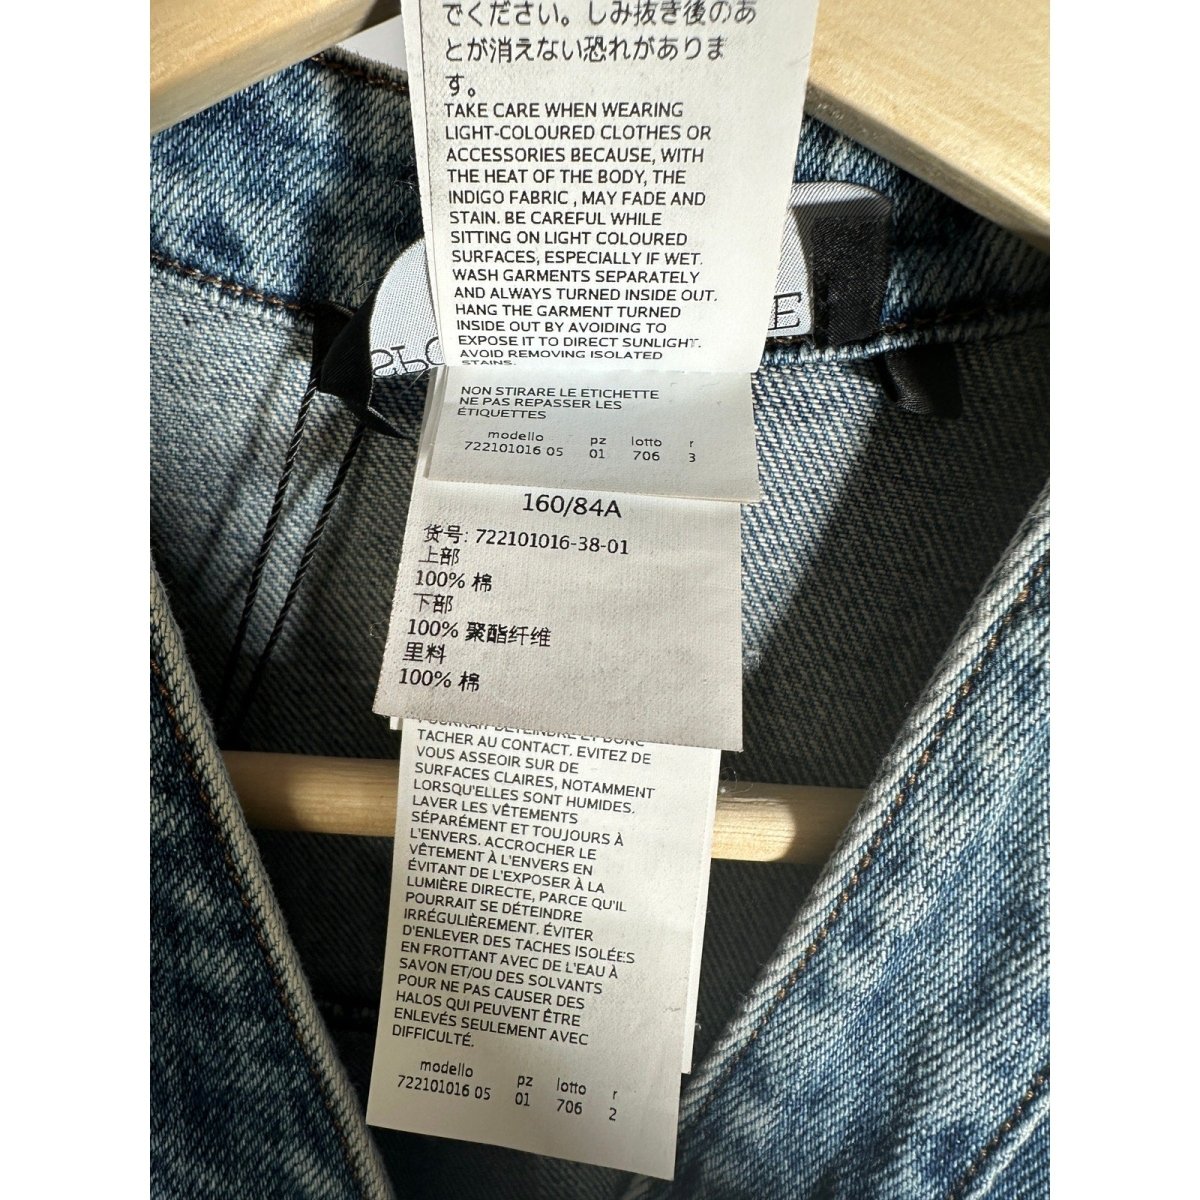 でください。しみ抜き後のあ
とが消えない恐れがありま
す。
TAKE CARE WHEN WEARING
LIGHT-COLOURED CLOTHES OR
ACCESSORIES BECAUSE, WITH
THE HEAT OF THE BODY, THE
INDIGO FABRIC , MAY FADE AND
STAIN. BE CAREFUL WHILE
SITTING ON LIGHT COLOURED
SURFACES, ESPECIALLY IF WET.
WASH GARMENTS SEPARATELY
AND ALWAYS TURNED INSIDE OUT.
HANG THE GARMENT TURNED
INSIDE OUT BY AVOIDING TO
EXPOSE IT TO DIRECT SUNLIGHT.
AVOID REMOVING ISOLATED
STAINS.
NON STIRARE LE ETICHETTE
NE PAS REPASSER LES
ÉTIQUETTES
modello pz lotto r
722101016 05 01 706 3
160/84A
货号: 722101016-38-01
上部
100% 棉
下部
100% 聚酯纤维
里料
100% 棉
POURRAIT DÉTEINDRE ET DONC
TACHER AU CONTACT. EVITEZ DE
VOUS ASSEOIR SUR DE
SURFACES CLAIRES, NOTAMMENT
LORSQU'ELLES SONT HUMIDES.
LAVER LES VÊTEMENTS
SÉPARÉMENT ET TOUJOURS À
L'ENVERS. ACCROCHER LE
VÊTEMENT À L'ENVERS EN
ÉVITANT DE L'EXPOSER À LA
LUMIÈRE DIRECTE, PARCE QU'IL
POURRAIT SE DÉTEINDRE
IRRÉGULIÈREMENT. ÉVITER
D'ENLEVER DES TACHES ISOLÉES
EN FROTTANT AVEC DE L'EAU À
SAVON ET/OU DES SOLVANTS
POUR NE PAS CAUSER DES
HALOS QUI PEUVENT ÊTRE
ENLEVÉS SEULEMENT AVEC
DIFFICULTÉ.
modello pz lotto r
722101016 05 01 706 2